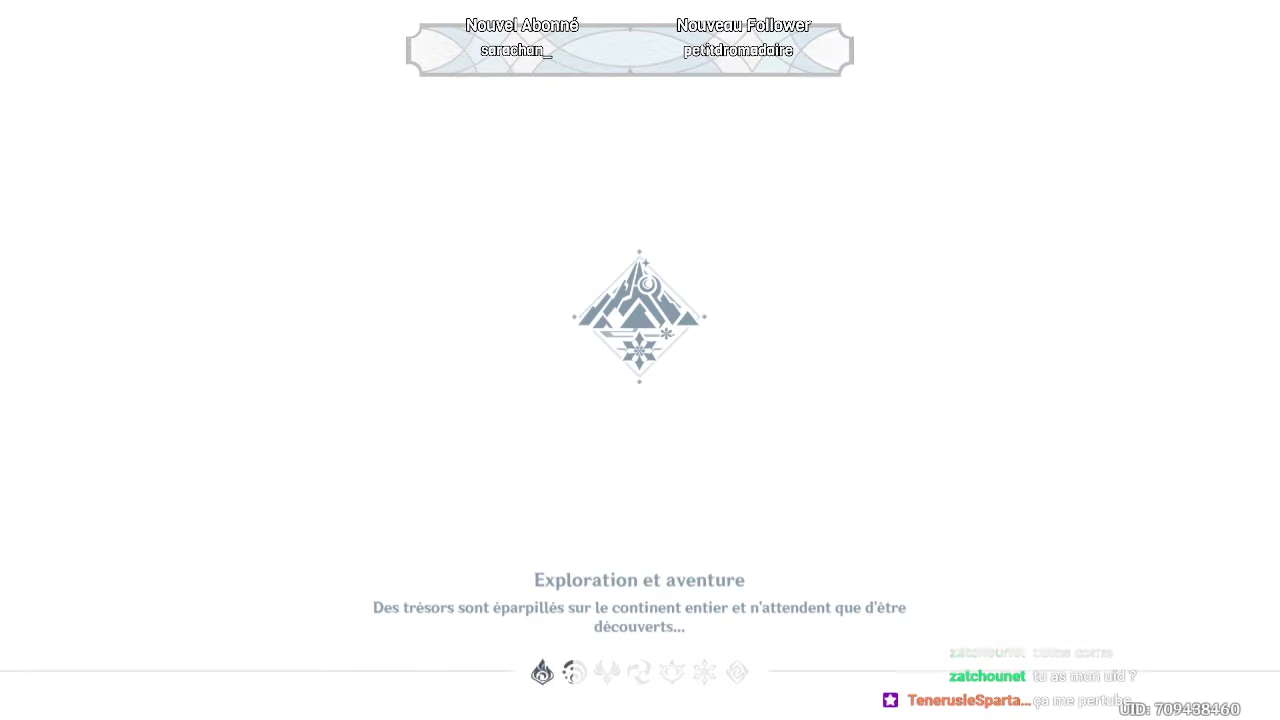 Nouvel Abonné
Nouveau Follower
sarachan_
petitdromadaire
Exploration et aventure
Des trésors sont éparpillés sur le continent entier et n'attendent que d'être
découverts...
zatchounet
zatchounet tu as mon uid ?
TenerusleSparta... ça me pertube
UID: 709438460